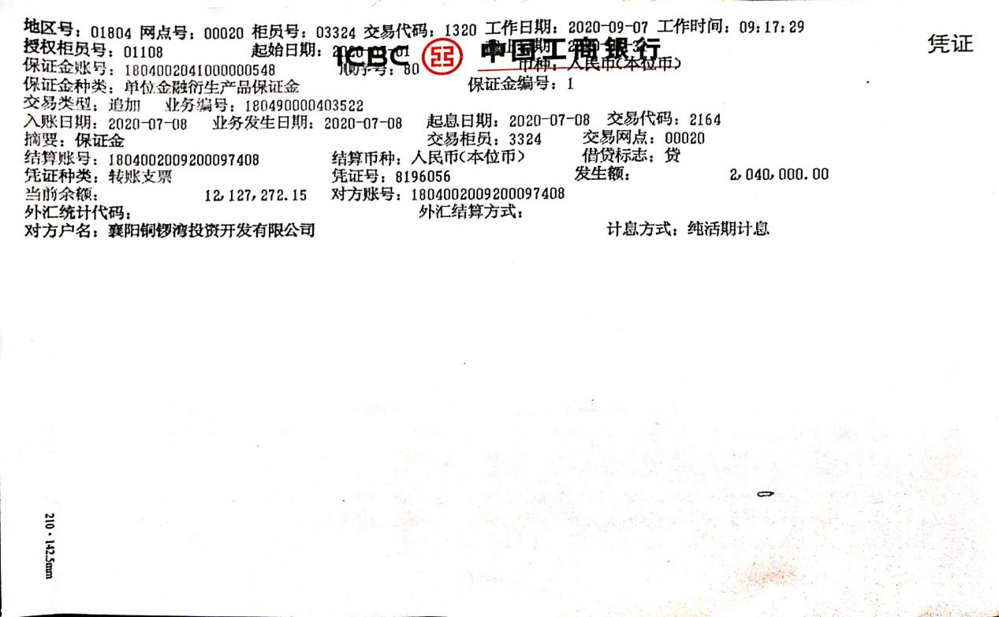 地区号：01804 网点号：00020 柜员号：03324 交易代码：1320 工作日期：2020-09-07 工作时间：09:17:29
授权柜员号：01108 起始日期：
ICBC 中国工商银行
凭证
保证金账号：1804002041000000548 顺序号：80 币种：人民币(本位币)
保证金种类：单位金融衍生产品保证金 保证金编号：1
交易类型：追加 业务编号：180490000403522
入账日期：2020-07-08 业务发生日期：2020-07-08 起息日期：2020-07-08 交易代码：2164
摘要：保证金 交易柜员：3324 交易网点：00020
结算账号：1804002009200097408 结算币种：人民币(本位币) 借贷标志：贷
凭证种类：转账支票 凭证号：8196056 发生额：2,040,000.00
当前余额：12,127,272.15 对方账号：1804002009200097408
外汇统计代码： 外汇结算方式：
对方户名：襄阳铜锣湾投资开发有限公司 计息方式：纯活期计息
210·142.5mm